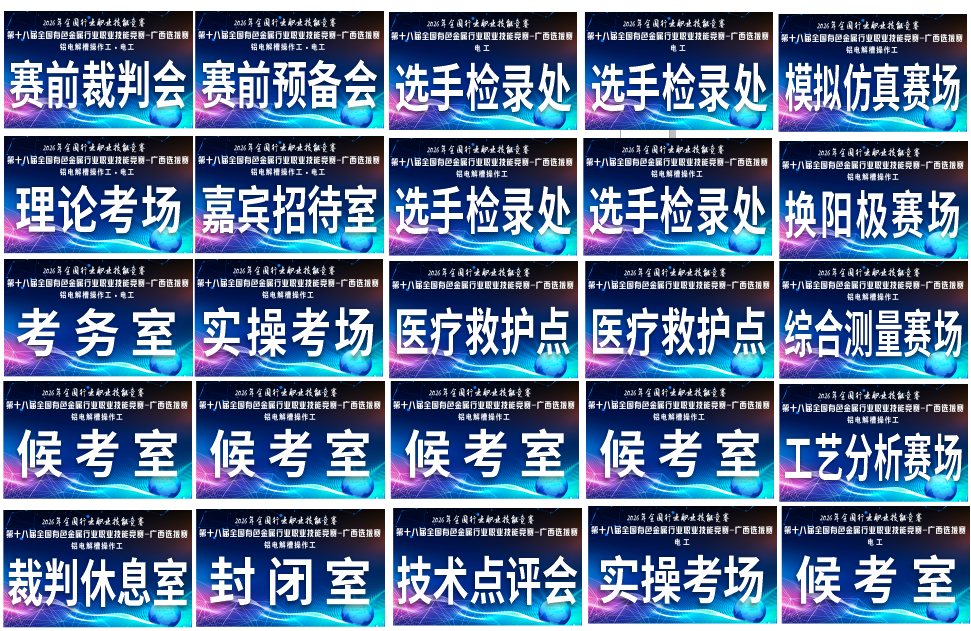 2026年全国行业职业技能竞赛
第十八届全国有色金属行业职业技能竞赛-广西选拔赛
铝电解槽操作工·电工
赛前裁判会
2026年全国行业职业技能竞赛
第十八届全国有色金属行业职业技能竞赛-广西选拔赛
铝电解槽操作工·电工
赛前预备会
2026年全国行业职业技能竞赛
第十八届全国有色金属行业职业技能竞赛-广西选拔赛
电工
选手检录处
2026年全国行业职业技能竞赛
第十八届全国有色金属行业职业技能竞赛-广西选拔赛
电工
选手检录处
2026年全国行业职业技能竞赛
第十八届全国有色金属行业职业技能竞赛-广西选拔赛
铝电解槽操作工
模拟仿真赛场
2026年全国行业职业技能竞赛
第十八届全国有色金属行业职业技能竞赛-广西选拔赛
铝电解槽操作工·电工
理论考场
2026年全国行业职业技能竞赛
第十八届全国有色金属行业职业技能竞赛-广西选拔赛
铝电解槽操作工·电工
嘉宾招待室
2026年全国行业职业技能竞赛
第十八届全国有色金属行业职业技能竞赛-广西选拔赛
铝电解槽操作工
选手检录处
2026年全国行业职业技能竞赛
第十八届全国有色金属行业职业技能竞赛-广西选拔赛
铝电解槽操作工
选手检录处
2026年全国行业职业技能竞赛
第十八届全国有色金属行业职业技能竞赛-广西选拔赛
铝电解槽操作工
换阳极赛场
2026年全国行业职业技能竞赛
第十八届全国有色金属行业职业技能竞赛-广西选拔赛
铝电解槽操作工·电工
考务室
2026年全国行业职业技能竞赛
第十八届全国有色金属行业职业技能竞赛-广西选拔赛
铝电解槽操作工
实操考场
2026年全国行业职业技能竞赛
第十八届全国有色金属行业职业技能竞赛-广西选拔赛
医疗救护点
2026年全国行业职业技能竞赛
第十八届全国有色金属行业职业技能竞赛-广西选拔赛
医疗救护点
2026年全国行业职业技能竞赛
第十八届全国有色金属行业职业技能竞赛-广西选拔赛
铝电解槽操作工
综合测量赛场
2026年全国行业职业技能竞赛
第十八届全国有色金属行业职业技能竞赛-广西选拔赛
铝电解槽操作工
候考室
2026年全国行业职业技能竞赛
第十八届全国有色金属行业职业技能竞赛-广西选拔赛
铝电解槽操作工
候考室
2026年全国行业职业技能竞赛
第十八届全国有色金属行业职业技能竞赛-广西选拔赛
铝电解槽操作工
候考室
2026年全国行业职业技能竞赛
第十八届全国有色金属行业职业技能竞赛-广西选拔赛
铝电解槽操作工
候考室
2026年全国行业职业技能竞赛
第十八届全国有色金属行业职业技能竞赛-广西选拔赛
铝电解槽操作工
工艺分析赛场
2026年全国行业职业技能竞赛
第十八届全国有色金属行业职业技能竞赛-广西选拔赛
铝电解槽操作工
裁判休息室
2026年全国行业职业技能竞赛
第十八届全国有色金属行业职业技能竞赛-广西选拔赛
铝电解槽操作工
封闭室
2026年全国行业职业技能竞赛
第十八届全国有色金属行业职业技能竞赛-广西选拔赛
技术点评会
2026年全国行业职业技能竞赛
第十八届全国有色金属行业职业技能竞赛-广西选拔赛
电工
实操考场
2026年全国行业职业技能竞赛
第十八届全国有色金属行业职业技能竞赛-广西选拔赛
电工
候考室